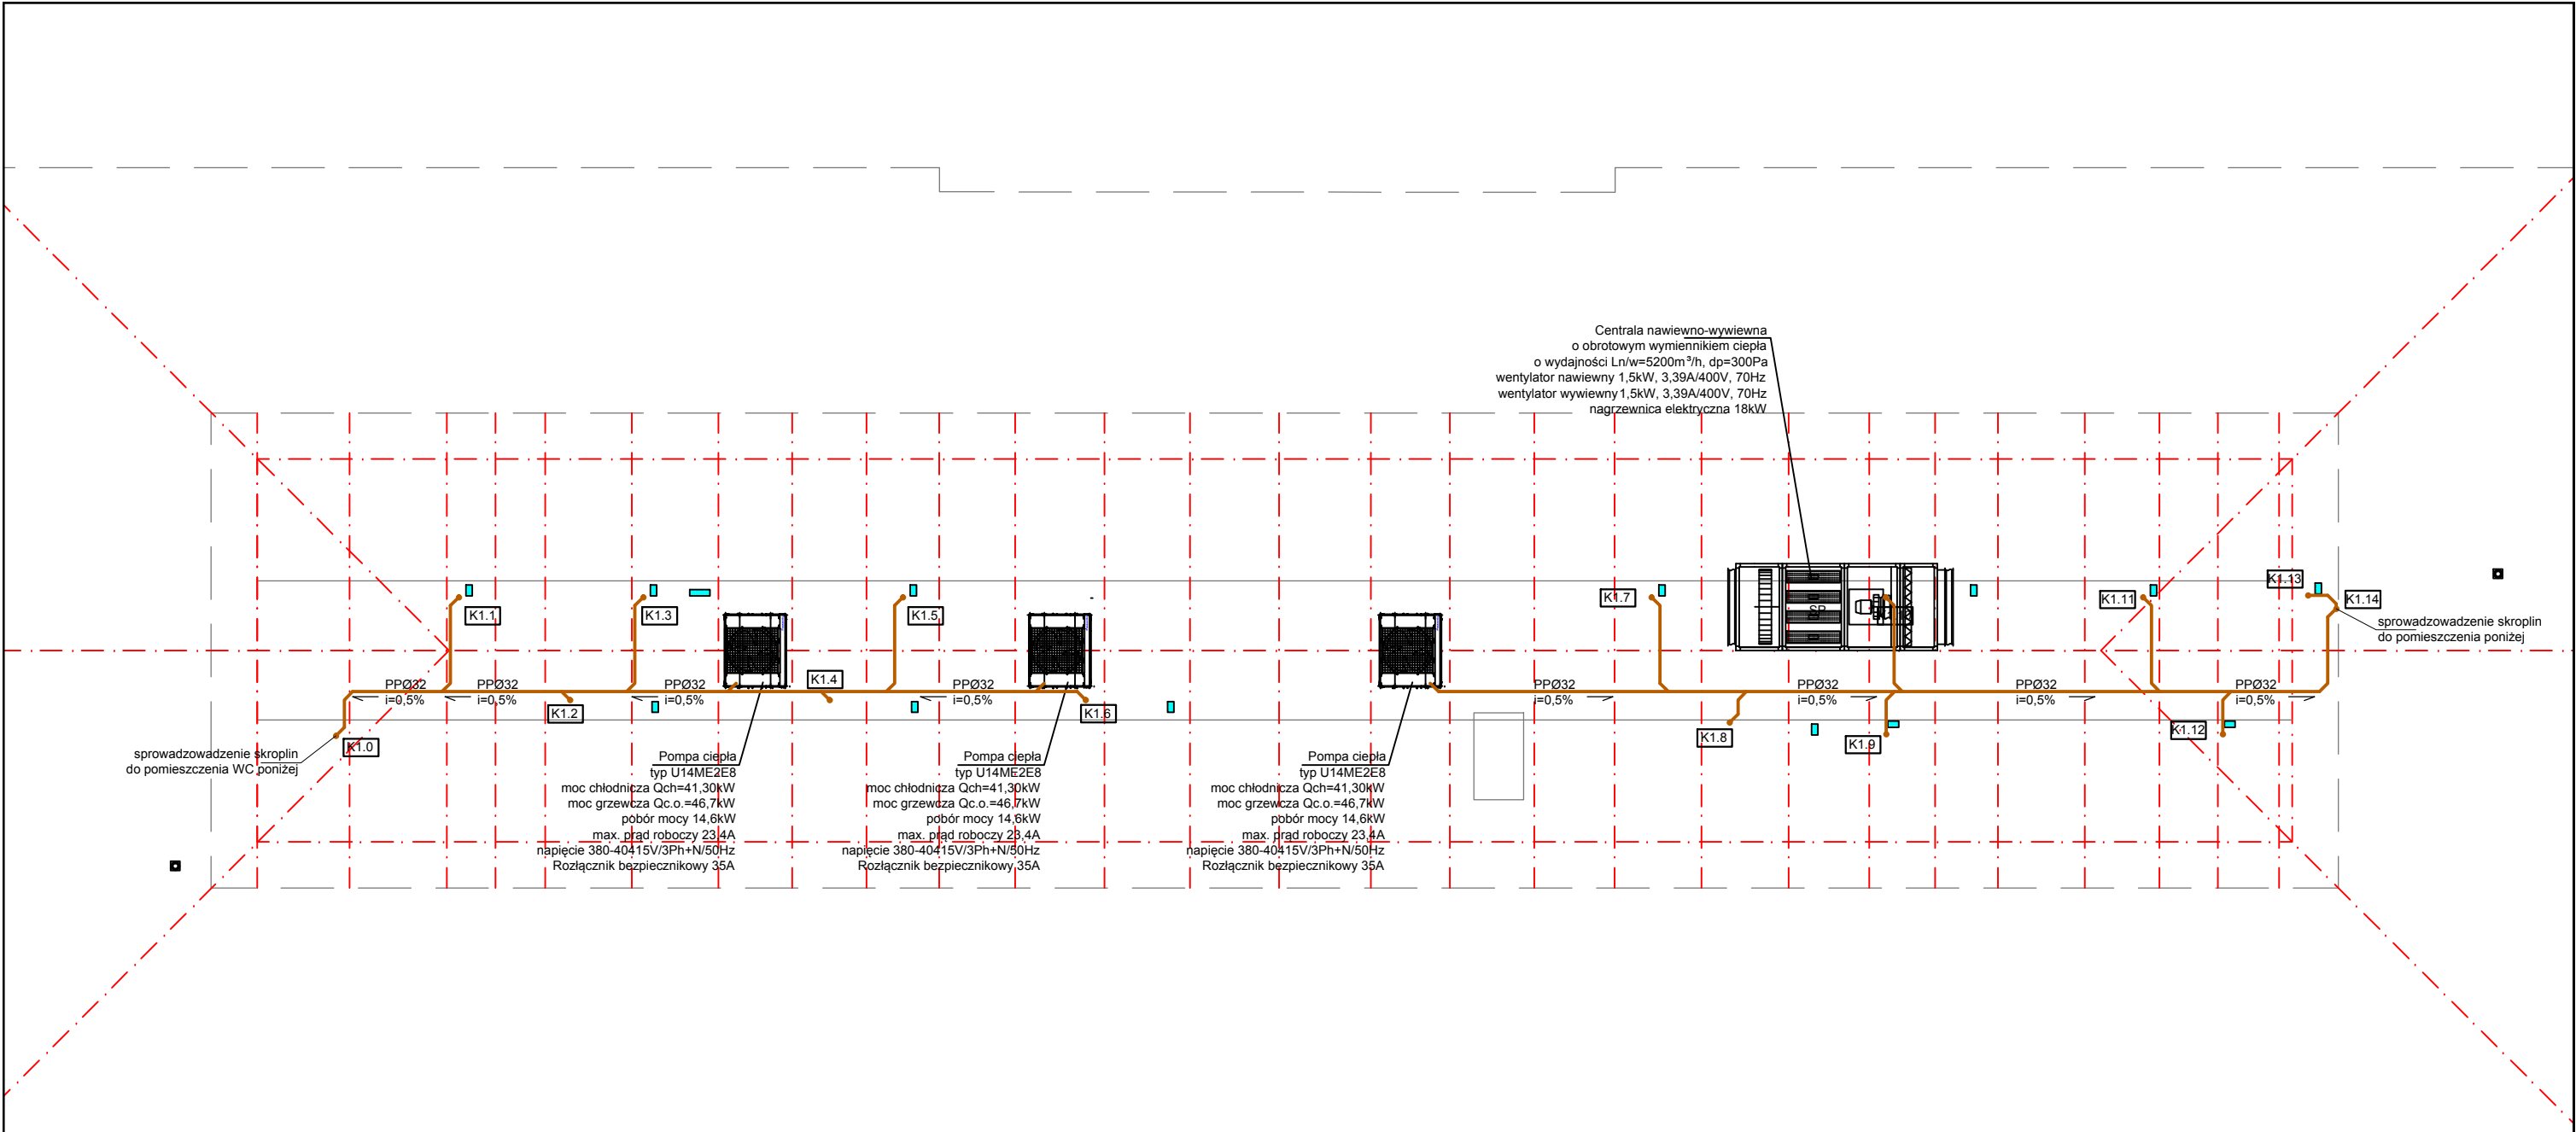 Centrala nawiewno-wywiewna
o obrotowym wymiennikiem ciepła
o wydajności Ln/w=5200m³/h, dp=300Pa
wentylator nawiewny 1,5kW, 3,39A/400V, 70Hz
wentylator wywiewny1,5kW, 3,39A/400V, 70Hz
nagrzewnica elektryczna 18kW
K1.1
K1.3
K1.5
K1.7
SP
K1.11
K1.13
K1.14
sprowadzowadzenie skroplin
do pomieszczenia poniżej
K1.4
PPØ32
i=0,5%
PPØ32
i=0,5%
PPØ32
i=0,5%
PPØ32
i=0,5%
PPØ32
i=0,5%
PPØ32
i=0,5%
PPØ32
i=0,5%
PPØ32
i=0,5%
K1.2
K1.6
K1.8
K1.9
K1.12
K1.0
sprowadzowadzenie skroplin
do pomieszczenia WC poniżej
Pompa ciepła
typ U14ME2E8
moc chłodnicza Qch=41,30kW
moc grzewcza Qc.o.=46,7kW
pobór mocy 14,6kW
max. prąd roboczy 23,4A
napięcie 380-40415V/3Ph+N/50Hz
Rozłącznik bezpiecznikowy 35A
Pompa ciepła
typ U14ME2E8
moc chłodnicza Qch=41,30kW
moc grzewcza Qc.o.=46,7kW
pobór mocy 14,6kW
max. prąd roboczy 23,4A
napięcie 380-40415V/3Ph+N/50Hz
Rozłącznik bezpiecznikowy 35A
Pompa ciepła
typ U14ME2E8
moc chłodnicza Qch=41,30kW
moc grzewcza Qc.o.=46,7kW
pobór mocy 14,6kW
max. prąd roboczy 23,4A
napięcie 380-40415V/3Ph+N/50Hz
Rozłącznik bezpiecznikowy 35A